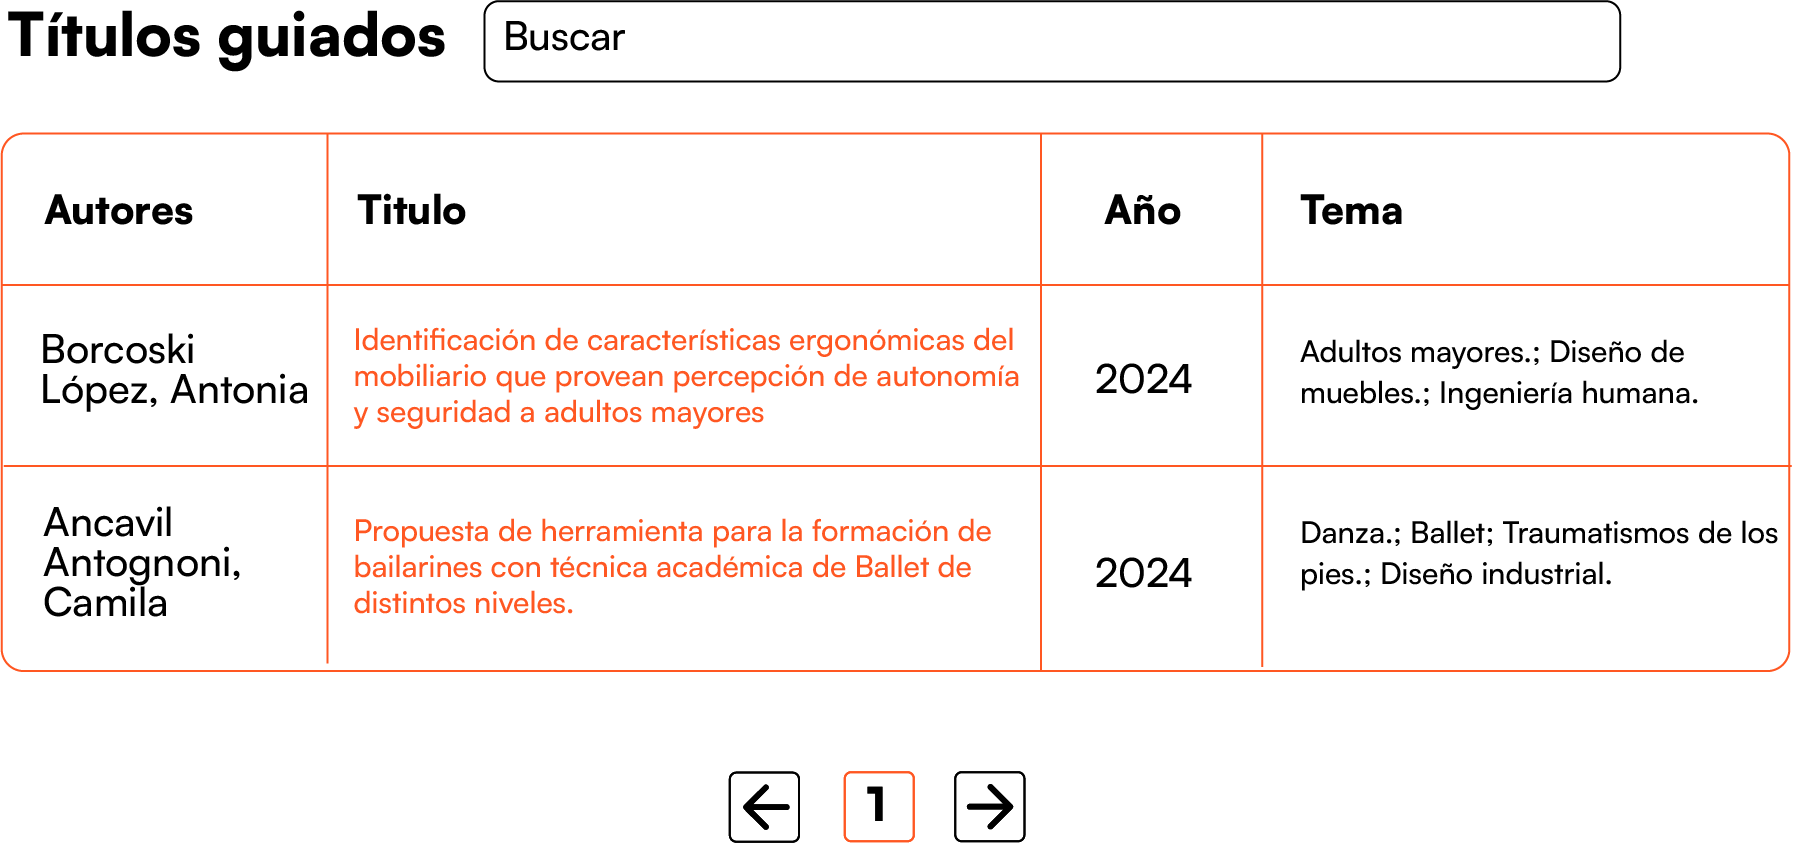 Títulos guiados
Buscar
Autores
Titulo
Año
Tema
Borcoski
López, Antonia
Identificación de características ergonómicas del
mobiliario que provean percepción de autonomía
y seguridad a adultos mayores
2024
Adultos mayores.; Diseño de
muebles.; Ingeniería humana.
Ancavil
Antognoni,
Camila
Propuesta de herramienta para la formación de
bailarines con técnica académica de Ballet de
distintos niveles.
2024
Danza.; Ballet; Traumatismos de los
pies.; Diseño industrial.
1